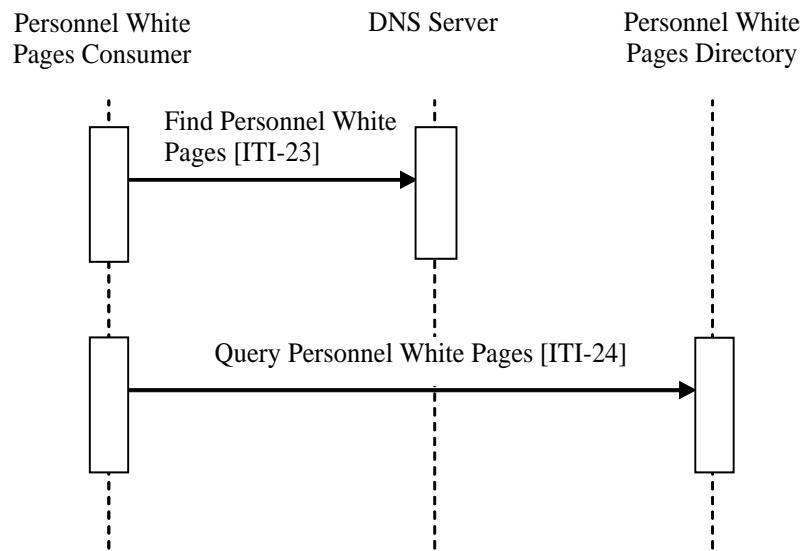 Personnel White
Pages Consumer
DNS Server
Personnel White
Pages Directory
Find Personnel White
Pages [ITI-23]
Query Personnel White Pages [ITI-24]